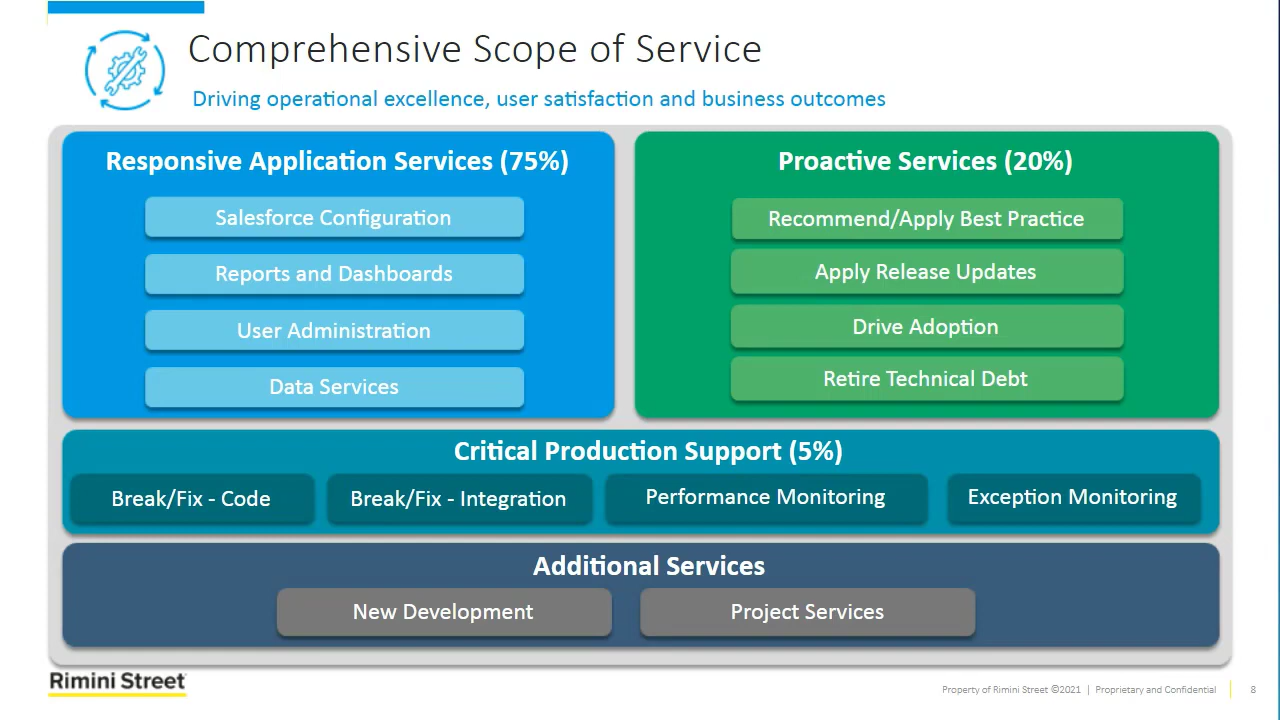 Comprehensive Scope of Service
Driving operational excellence, user satisfaction and business outcomes
Responsive Application Services (75%)
Salesforce Configuration
Reports and Dashboards
User Administration
Data Services
Proactive Services (20%)
Recommend/Apply Best Practice
Apply Release Updates
Drive Adoption
Retire Technical Debt
Critical Production Support (5%)
Break/Fix - Code
Break/Fix - Integration
Performance Monitoring
Exception Monitoring
Additional Services
New Development
Project Services
Rimini Street
Property of Rimini Street ©2021 | Proprietary and Confidential
8